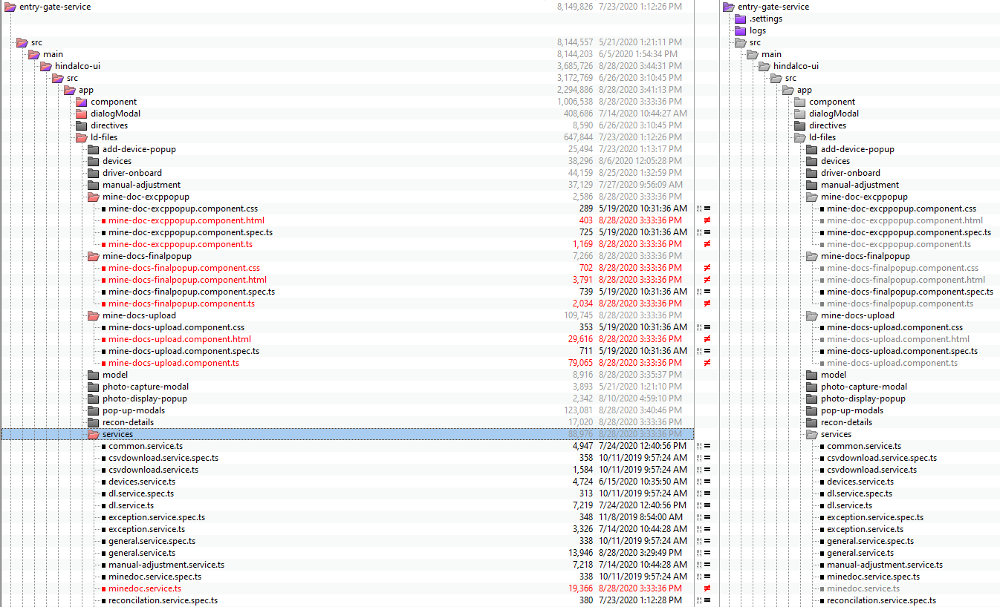 entry-gate-service 8,149,826 7/23/2020 1:12:26 PM entry-gate-service
.settings
logs
src 8,144,557 5/21/2020 1:21:11 PM src
main 8,144,203 6/5/2020 1:54:34 PM main
hindalco-ui 3,685,726 8/28/2020 3:44:31 PM hindalco-ui
src 3,172,769 6/26/2020 3:10:45 PM src
app 2,294,886 8/28/2020 3:41:13 PM app
component 1,006,538 8/28/2020 3:33:36 PM component
dialogModal 408,686 7/14/2020 10:44:27 AM dialogModal
directives 8,590 6/26/2020 3:10:45 PM directives
ld-files 647,844 7/23/2020 1:12:26 PM ld-files
add-device-popup 25,494 7/23/2020 1:13:17 PM add-device-popup
devices 38,296 8/6/2020 12:05:28 PM devices
driver-onboard 44,159 8/25/2020 1:32:59 PM driver-onboard
manual-adjustment 37,129 7/27/2020 9:56:09 AM manual-adjustment
mine-doc-excppopup 2,586 8/28/2020 3:33:36 PM mine-doc-excppopup
mine-doc-excppopup.component.css 289 5/19/2020 10:31:36 AM = mine-doc-excppopup.component.css
mine-doc-excppopup.component.html 403 8/28/2020 3:33:36 PM ≠ mine-doc-excppopup.component.html
mine-doc-excppopup.component.spec.ts 725 5/19/2020 10:31:36 AM = mine-doc-excppopup.component.spec.ts
mine-doc-excppopup.component.ts 1,169 8/28/2020 3:33:36 PM ≠ mine-doc-excppopup.component.ts
mine-docs-finalpopup 7,266 8/28/2020 3:33:36 PM mine-docs-finalpopup
mine-docs-finalpopup.component.css 702 8/28/2020 3:33:36 PM ≠ mine-docs-finalpopup.component.css
mine-docs-finalpopup.component.html 3,791 8/28/2020 3:33:36 PM ≠ mine-docs-finalpopup.component.html
mine-docs-finalpopup.component.spec.ts 739 5/19/2020 10:31:36 AM = mine-docs-finalpopup.component.spec.ts
mine-docs-finalpopup.component.ts 2,034 8/28/2020 3:33:36 PM ≠ mine-docs-finalpopup.component.ts
mine-docs-upload 109,745 8/28/2020 3:33:36 PM mine-docs-upload
mine-docs-upload.component.css 353 5/19/2020 10:31:36 AM = mine-docs-upload.component.css
mine-docs-upload.component.html 29,616 8/28/2020 3:33:36 PM ≠ mine-docs-upload.component.html
mine-docs-upload.component.spec.ts 711 5/19/2020 10:31:36 AM = mine-docs-upload.component.spec.ts
mine-docs-upload.component.ts 79,065 8/28/2020 3:33:36 PM ≠ mine-docs-upload.component.ts
model 8,916 8/28/2020 3:35:37 PM model
photo-capture-modal 3,893 5/21/2020 1:21:10 PM photo-capture-modal
photo-display-popup 2,342 8/10/2020 4:59:10 PM photo-display-popup
pop-up-modals 123,081 8/28/2020 3:40:46 PM pop-up-modals
recon-details 17,020 8/28/2020 3:33:36 PM recon-details
services 88,976 8/28/2020 3:33:36 PM services
common.service.ts 4,947 7/24/2020 12:40:56 PM = common.service.ts
csvdownload.service.spec.ts 358 10/11/2019 9:57:24 AM = csvdownload.service.spec.ts
csvdownload.service.ts 1,584 10/11/2019 9:57:24 AM = csvdownload.service.ts
devices.service.ts 4,724 6/15/2020 10:35:50 AM = devices.service.ts
dl.service.spec.ts 313 10/11/2019 9:57:24 AM = dl.service.spec.ts
dl.service.ts 7,219 7/24/2020 12:40:56 PM = dl.service.ts
exception.service.spec.ts 348 11/8/2019 8:54:00 AM = exception.service.spec.ts
exception.service.ts 3,326 7/14/2020 10:44:28 AM = exception.service.ts
general.service.spec.ts 338 10/11/2019 9:57:24 AM = general.service.spec.ts
general.service.ts 13,946 8/28/2020 3:29:49 PM = general.service.ts
manual-adjustment.service.ts 7,218 7/14/2020 10:44:28 AM = manual-adjustment.service.ts
minedoc.service.spec.ts 338 10/11/2019 9:57:24 AM = minedoc.service.spec.ts
minedoc.service.ts 19,366 8/28/2020 3:33:36 PM ≠ minedoc.service.ts
reconcilation.service.spec.ts 380 7/23/2020 1:12:28 PM = reconcilation.service.spec.ts